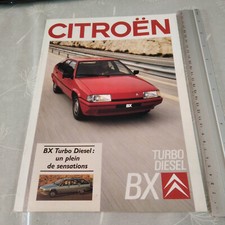 CITROËN
BX Turbo Diesel :
un plein
de sensations
TURBO
DIESEL
BX